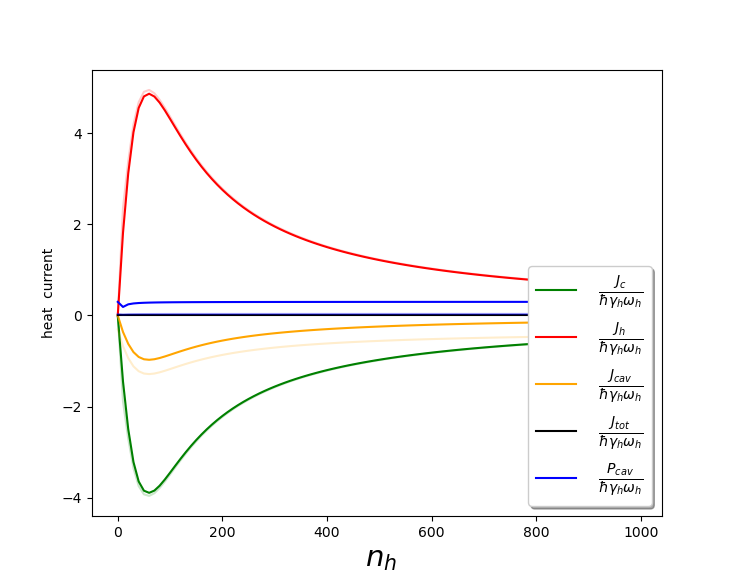 4
2
0
−2
−4
heat current
0 200 400 600 800 1000
n_h
J_c / ℏγ_hω_h
J_h / ℏγ_hω_h
J_cav / ℏγ_hω_h
J_tot / ℏγ_hω_h
P_cav / ℏγ_hω_h